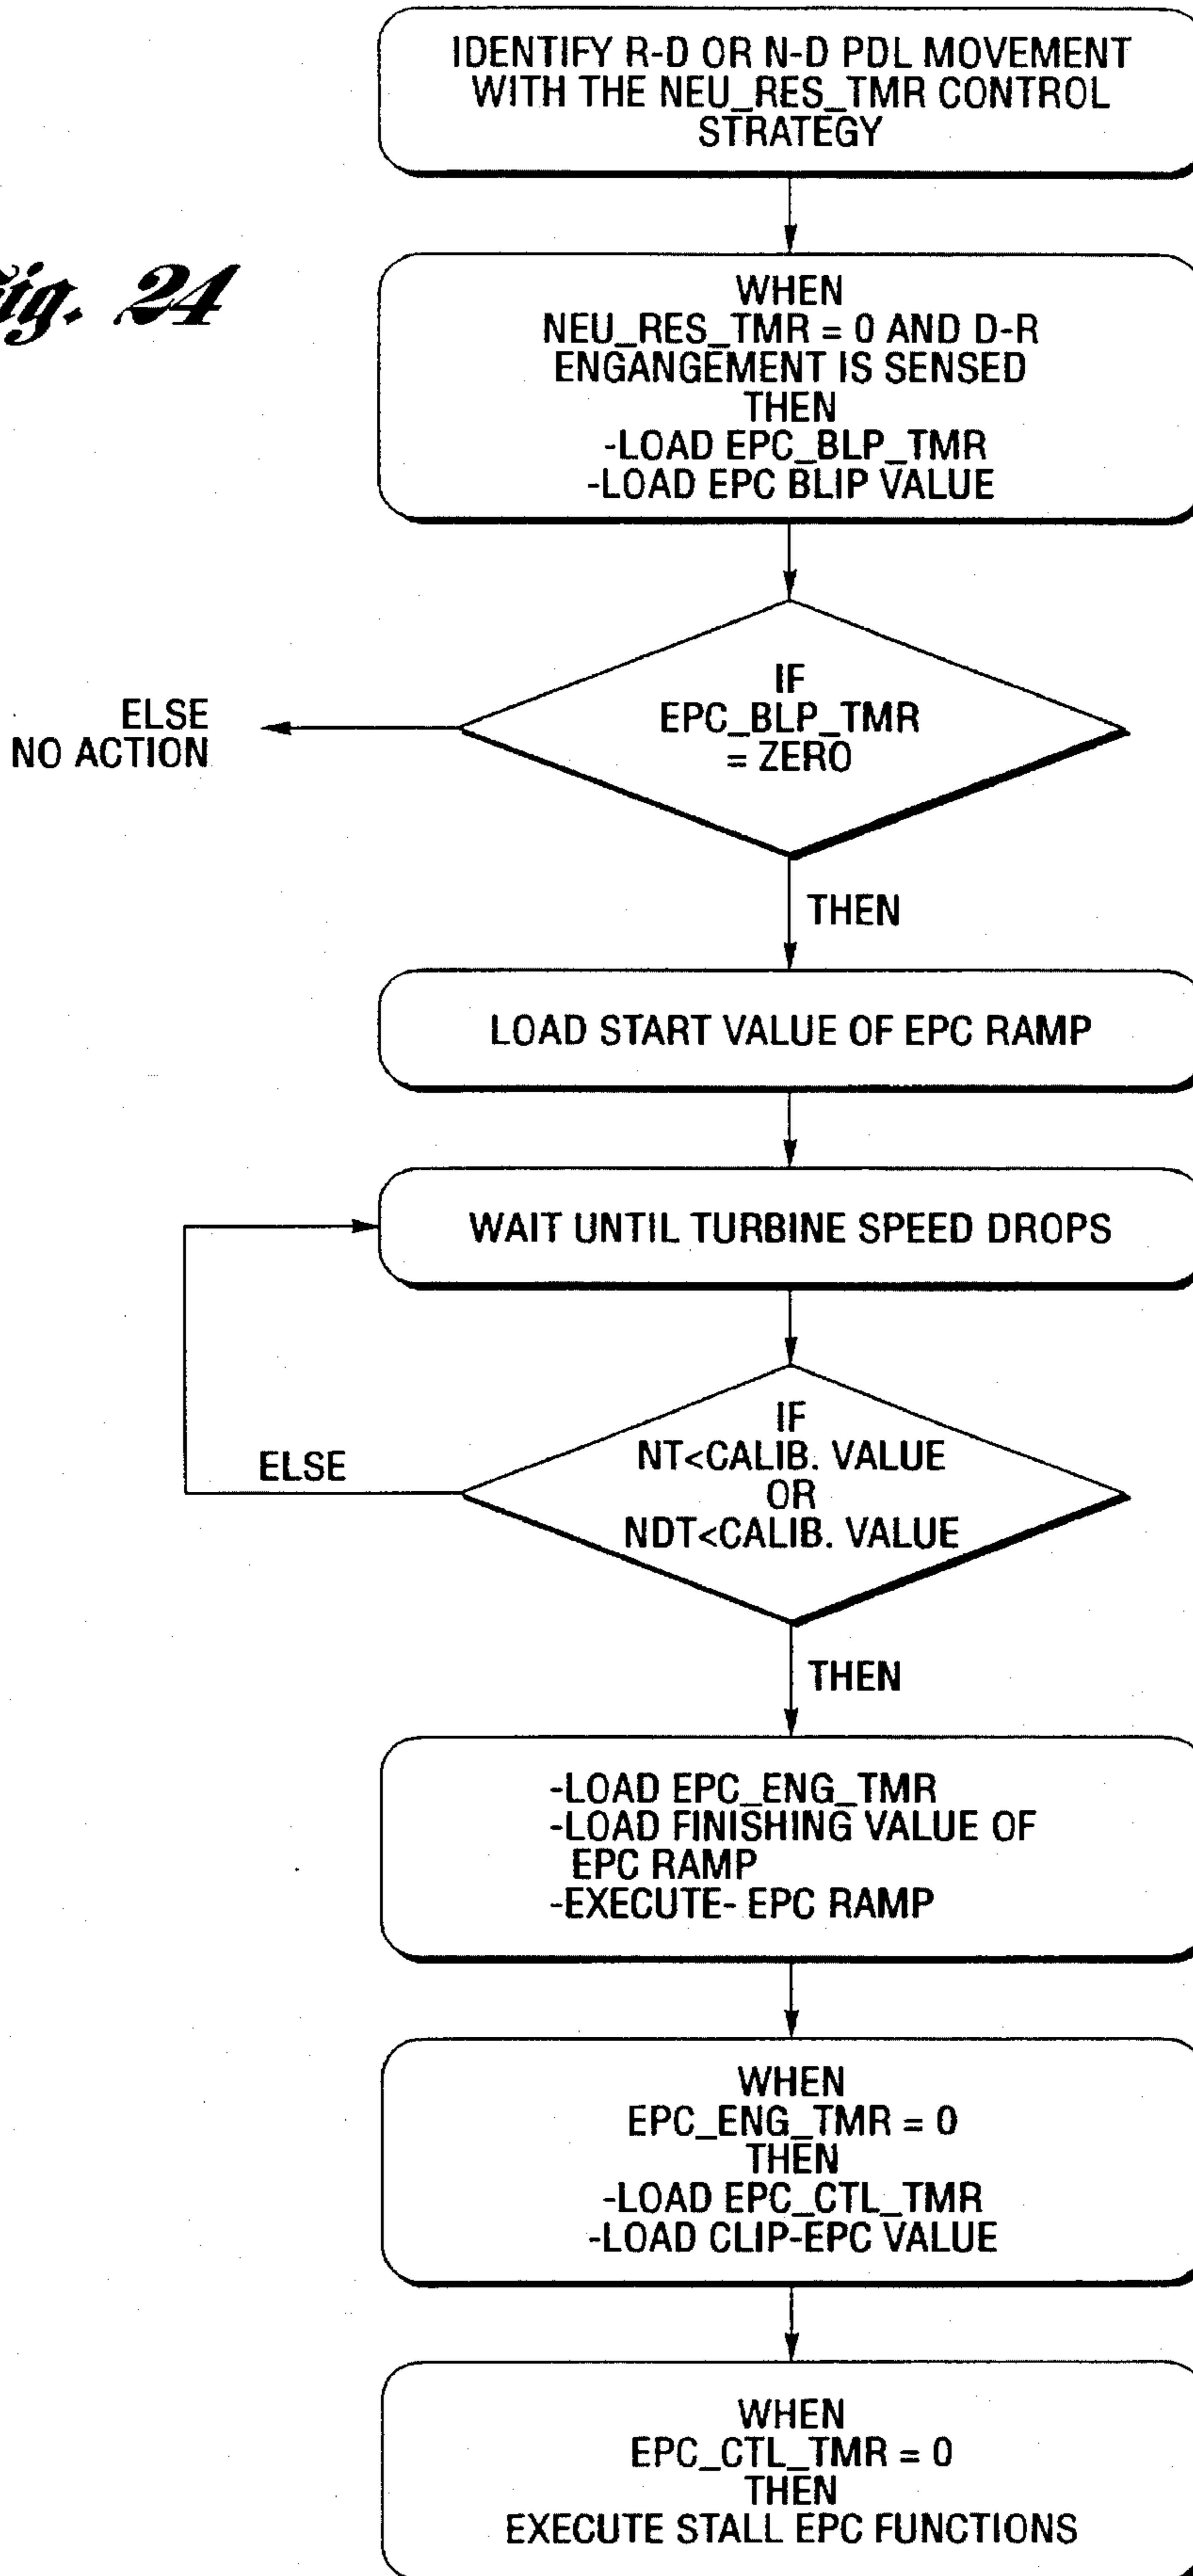 IDENTIFY R-D OR N-D PDL MOVEMENT
WITH THE NEU_RES_TMR CONTROL
STRATEGY
Fig. 24
WHEN
NEU_RES_TMR = 0 AND D-R
ENGANGEMENT IS SENSED
THEN
-LOAD EPC_BLP_TMR
-LOAD EPC BLIP VALUE
IF
EPC_BLP_TMR
= ZERO
ELSE
NO ACTION
THEN
LOAD START VALUE OF EPC RAMP
WAIT UNTIL TURBINE SPEED DROPS
IF
NT<CALIB. VALUE
OR
NDT<CALIB. VALUE
ELSE
THEN
-LOAD EPC_ENG_TMR
-LOAD FINISHING VALUE OF
EPC RAMP
-EXECUTE- EPC RAMP
WHEN
EPC_ENG_TMR = 0
THEN
-LOAD EPC_CTL_TMR
-LOAD CLIP-EPC VALUE
WHEN
EPC_CTL_TMR = 0
THEN
EXECUTE STALL EPC FUNCTIONS